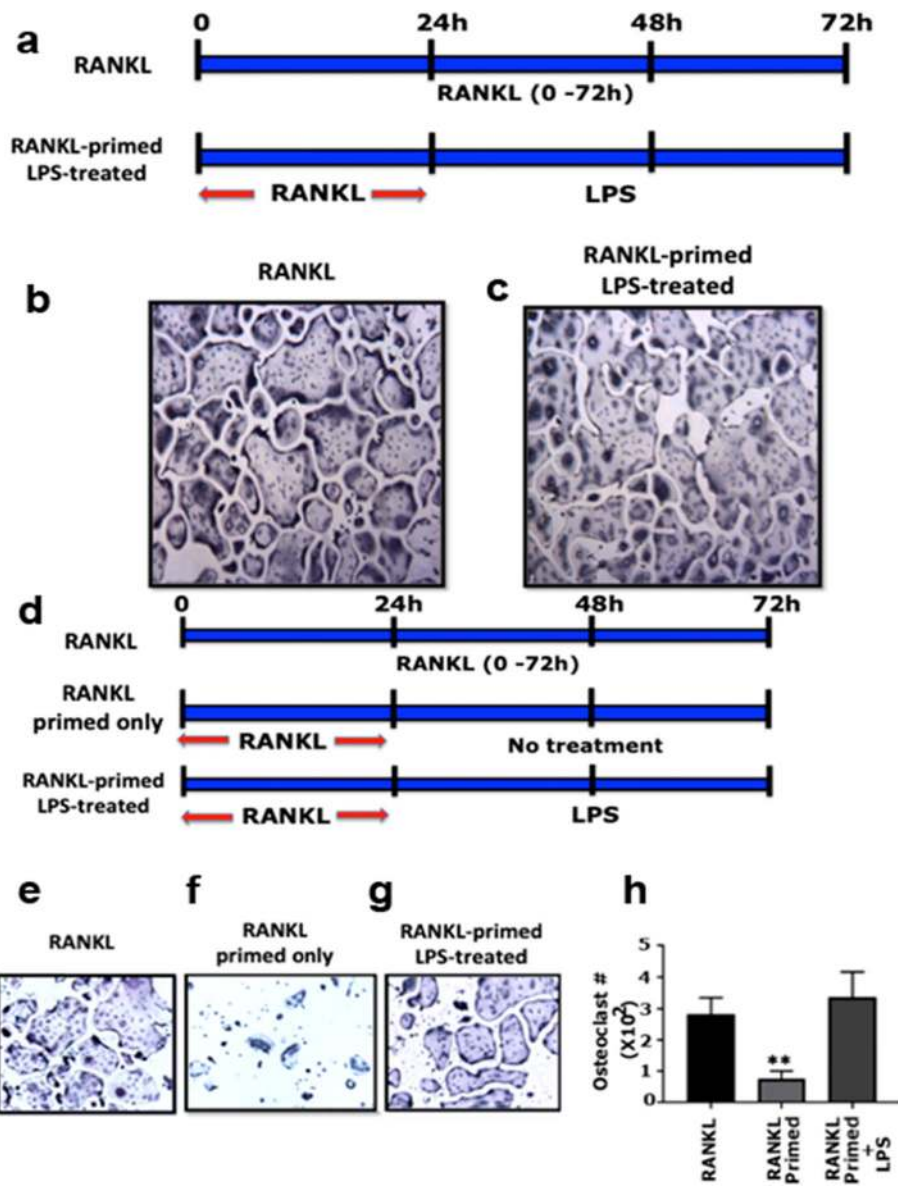 a
0 24h 48h 72h
RANKL
RANKL (0 -72h)
RANKL-primed
LPS-treated
RANKL LPS
b
RANKL
c
RANKL-primed
LPS-treated
d
0 24h 48h 72h
RANKL
RANKL (0 -72h)
RANKL
primed only
RANKL No treatment
RANKL-primed
LPS-treated
RANKL LPS
e
RANKL
f
RANKL
primed only
g
RANKL-primed
LPS-treated
h
Osteoclast #
(X10²)
5
4
3
2
1
0
**
RANKL
RANKL
Primed
RANKL
Primed
+
LPS